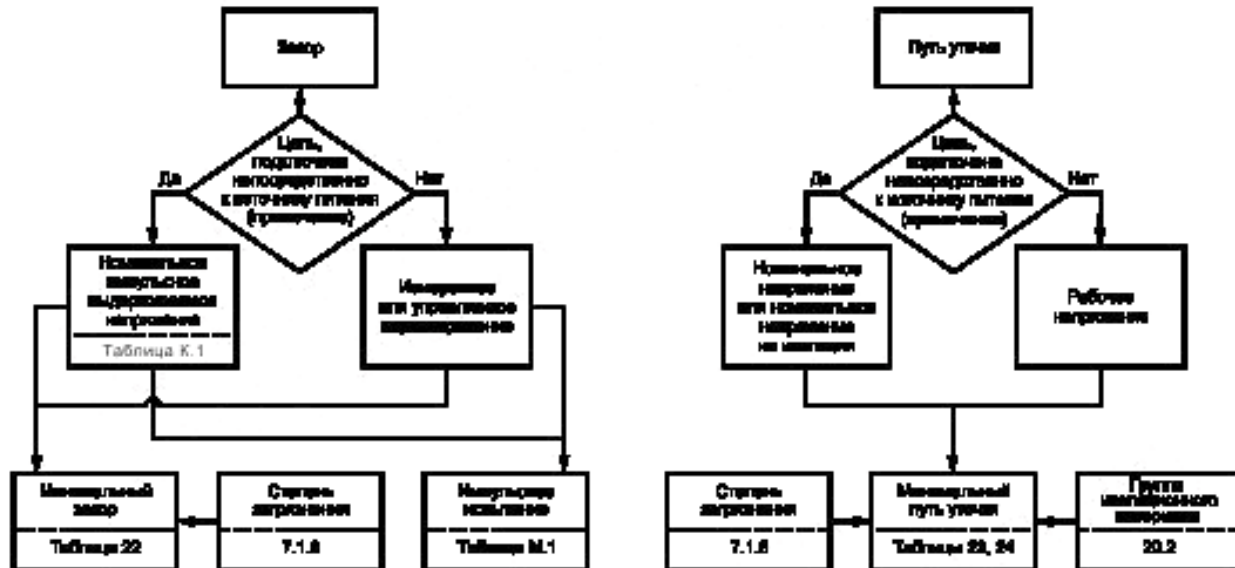 Зазор
Цепь,
подключена
непосредственно
к источнику питания
(примечание)
Да
Нет
Номинальное
импульсное
выдерживаемое
напряжение
Таблица К.1
Измеренное
или управляемое
перенапряжение
Минимальный
зазор
Таблица 22
Степень
загрязнения
7.1.6
Импульсное
испытание
Таблица М.1
Путь утечки
Цепь,
подключена
непосредственно
к источнику питания
(примечание)
Да
Нет
Номинальное
напряжение
или номинальное
напряжение
по изоляции
Рабочее
напряжение
Степень
загрязнения
7.1.6
Минимальный
путь утечки
Таблицы 23, 24
Группа
изоляционного
материала
20.2